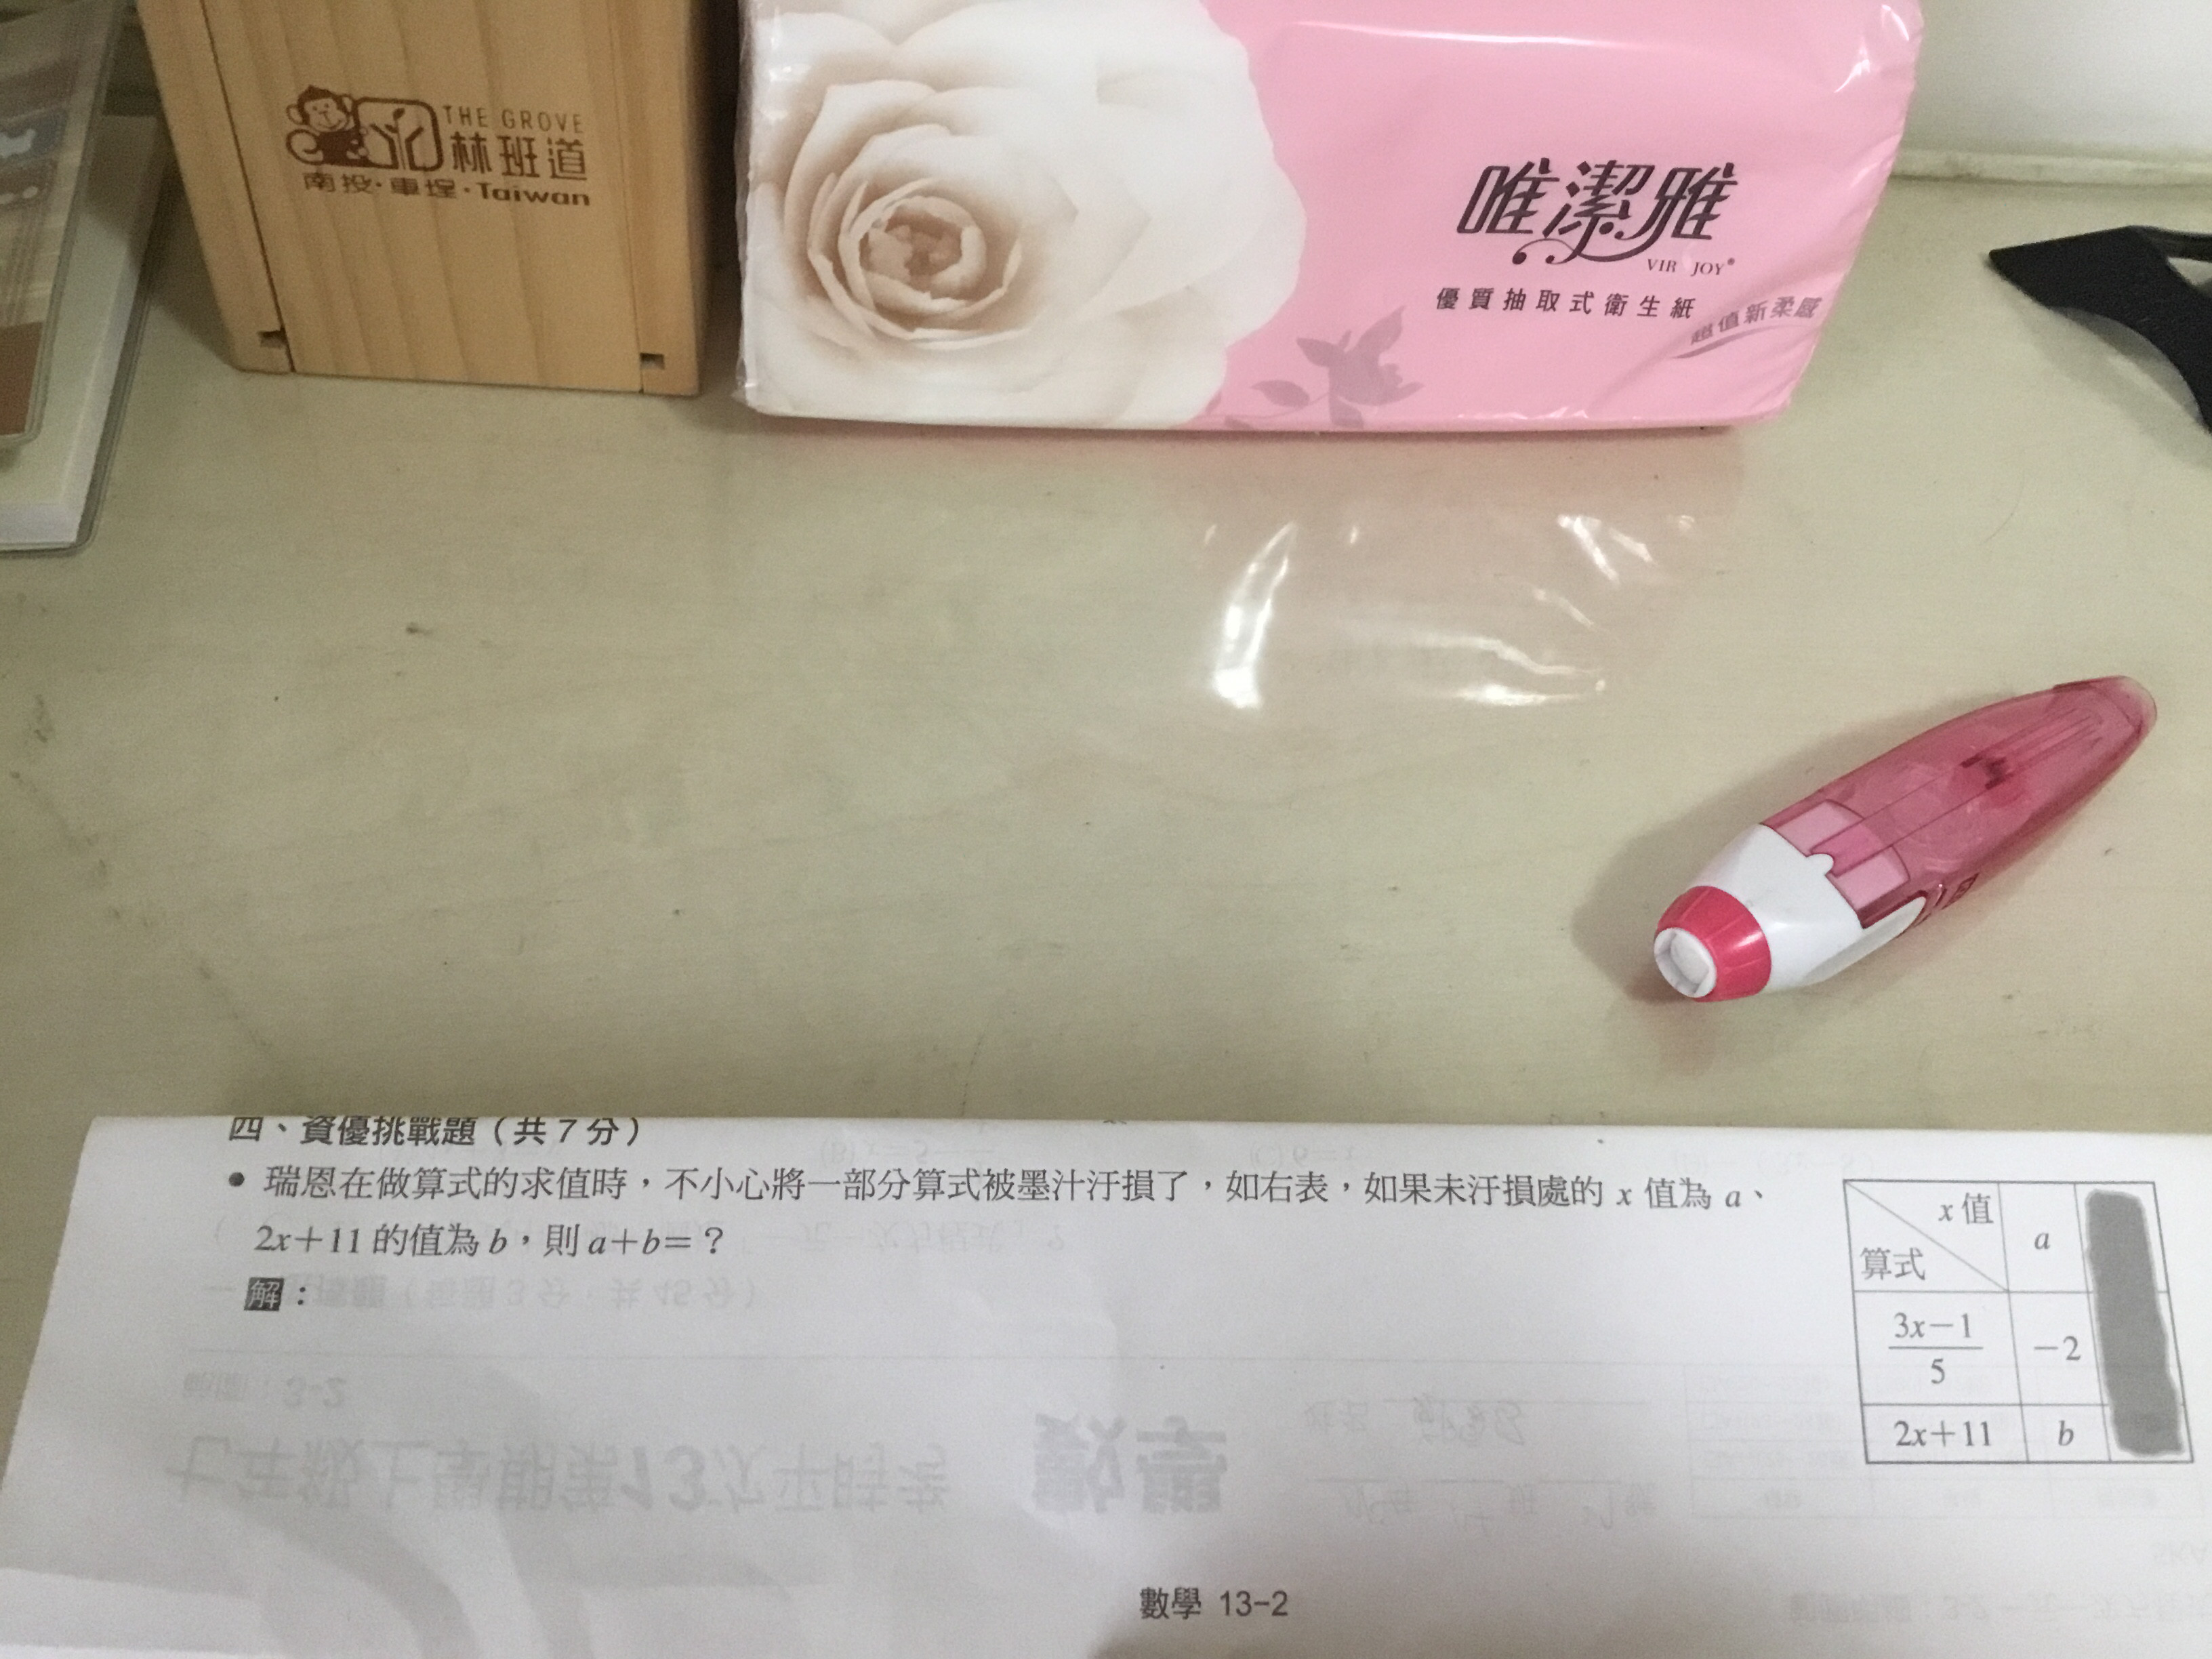 THE GROVE
林班道
南投·車埕·Taiwan
唯潔雅
VIR JOY®
優質抽取式衛生紙
超值新柔感
四、資優挑戰題（共7分）
● 瑞恩在做算式的求值時，不小心將一部分算式被墨汁汙損了，如右表，如果未汙損處的 x 值為 a、
2x＋11 的值為 b，則 a＋b＝？
解：
x 值 a
算式
3x－1
5
－2
2x＋11 b
數學 13-2